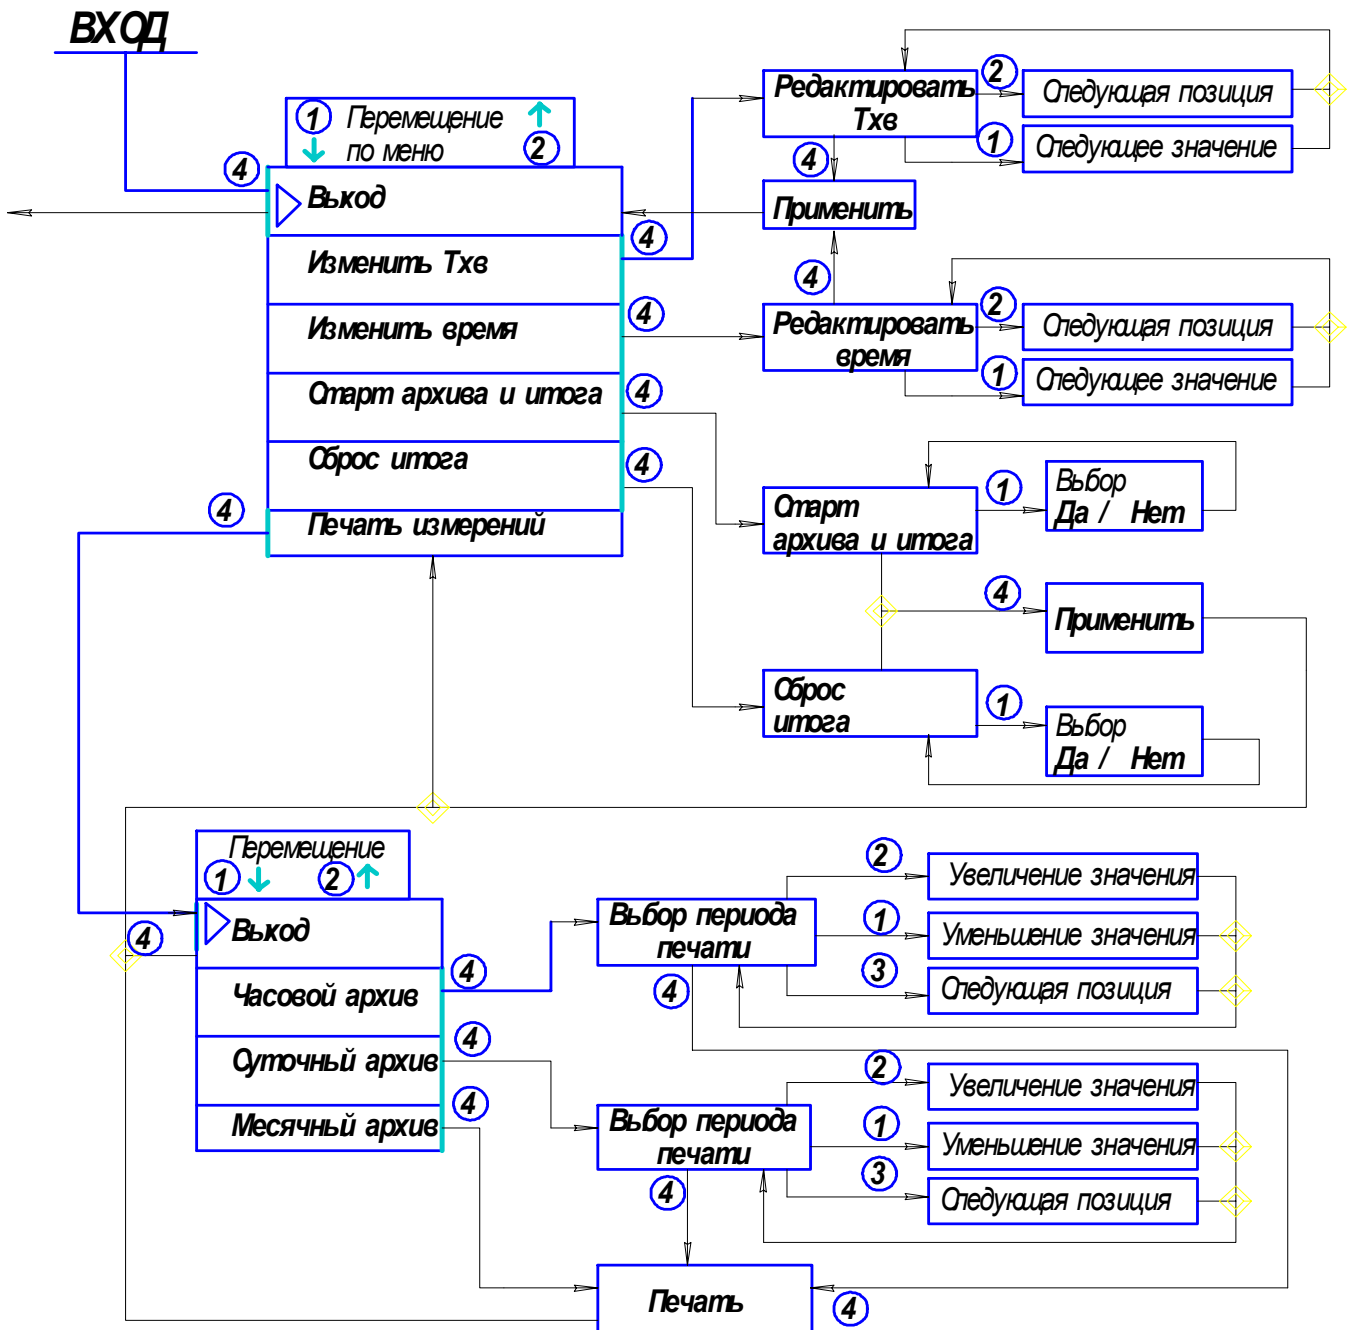 ВХОД
1 Перемещение
по меню 2
4
Выход
Изменить Тхв
4
Изменить время
4
Старт архива и итога
4
Сброс итога
4
Печать измерений
4
Редактировать
Тхв
2
Следующая позиция
1
Следующее значение
4
Применить
4
Редактировать
время
2
Следующая позиция
1
Следующее значение
Старт
архива и итога
1
Выбор
Да / Нет
4
Применить
Сброс
итога
1
Выбор
Да / Нет
Перемещение
1 2
4
Выход
Часовой архив
4
Суточный архив
4
Месячный архив
4
Выбор периода
печати
2
Увеличение значения
1
Уменьшение значения
3
Следующая позиция
4
Выбор периода
печати
2
Увеличение значения
1
Уменьшение значения
3
Следующая позиция
4
Печать
4